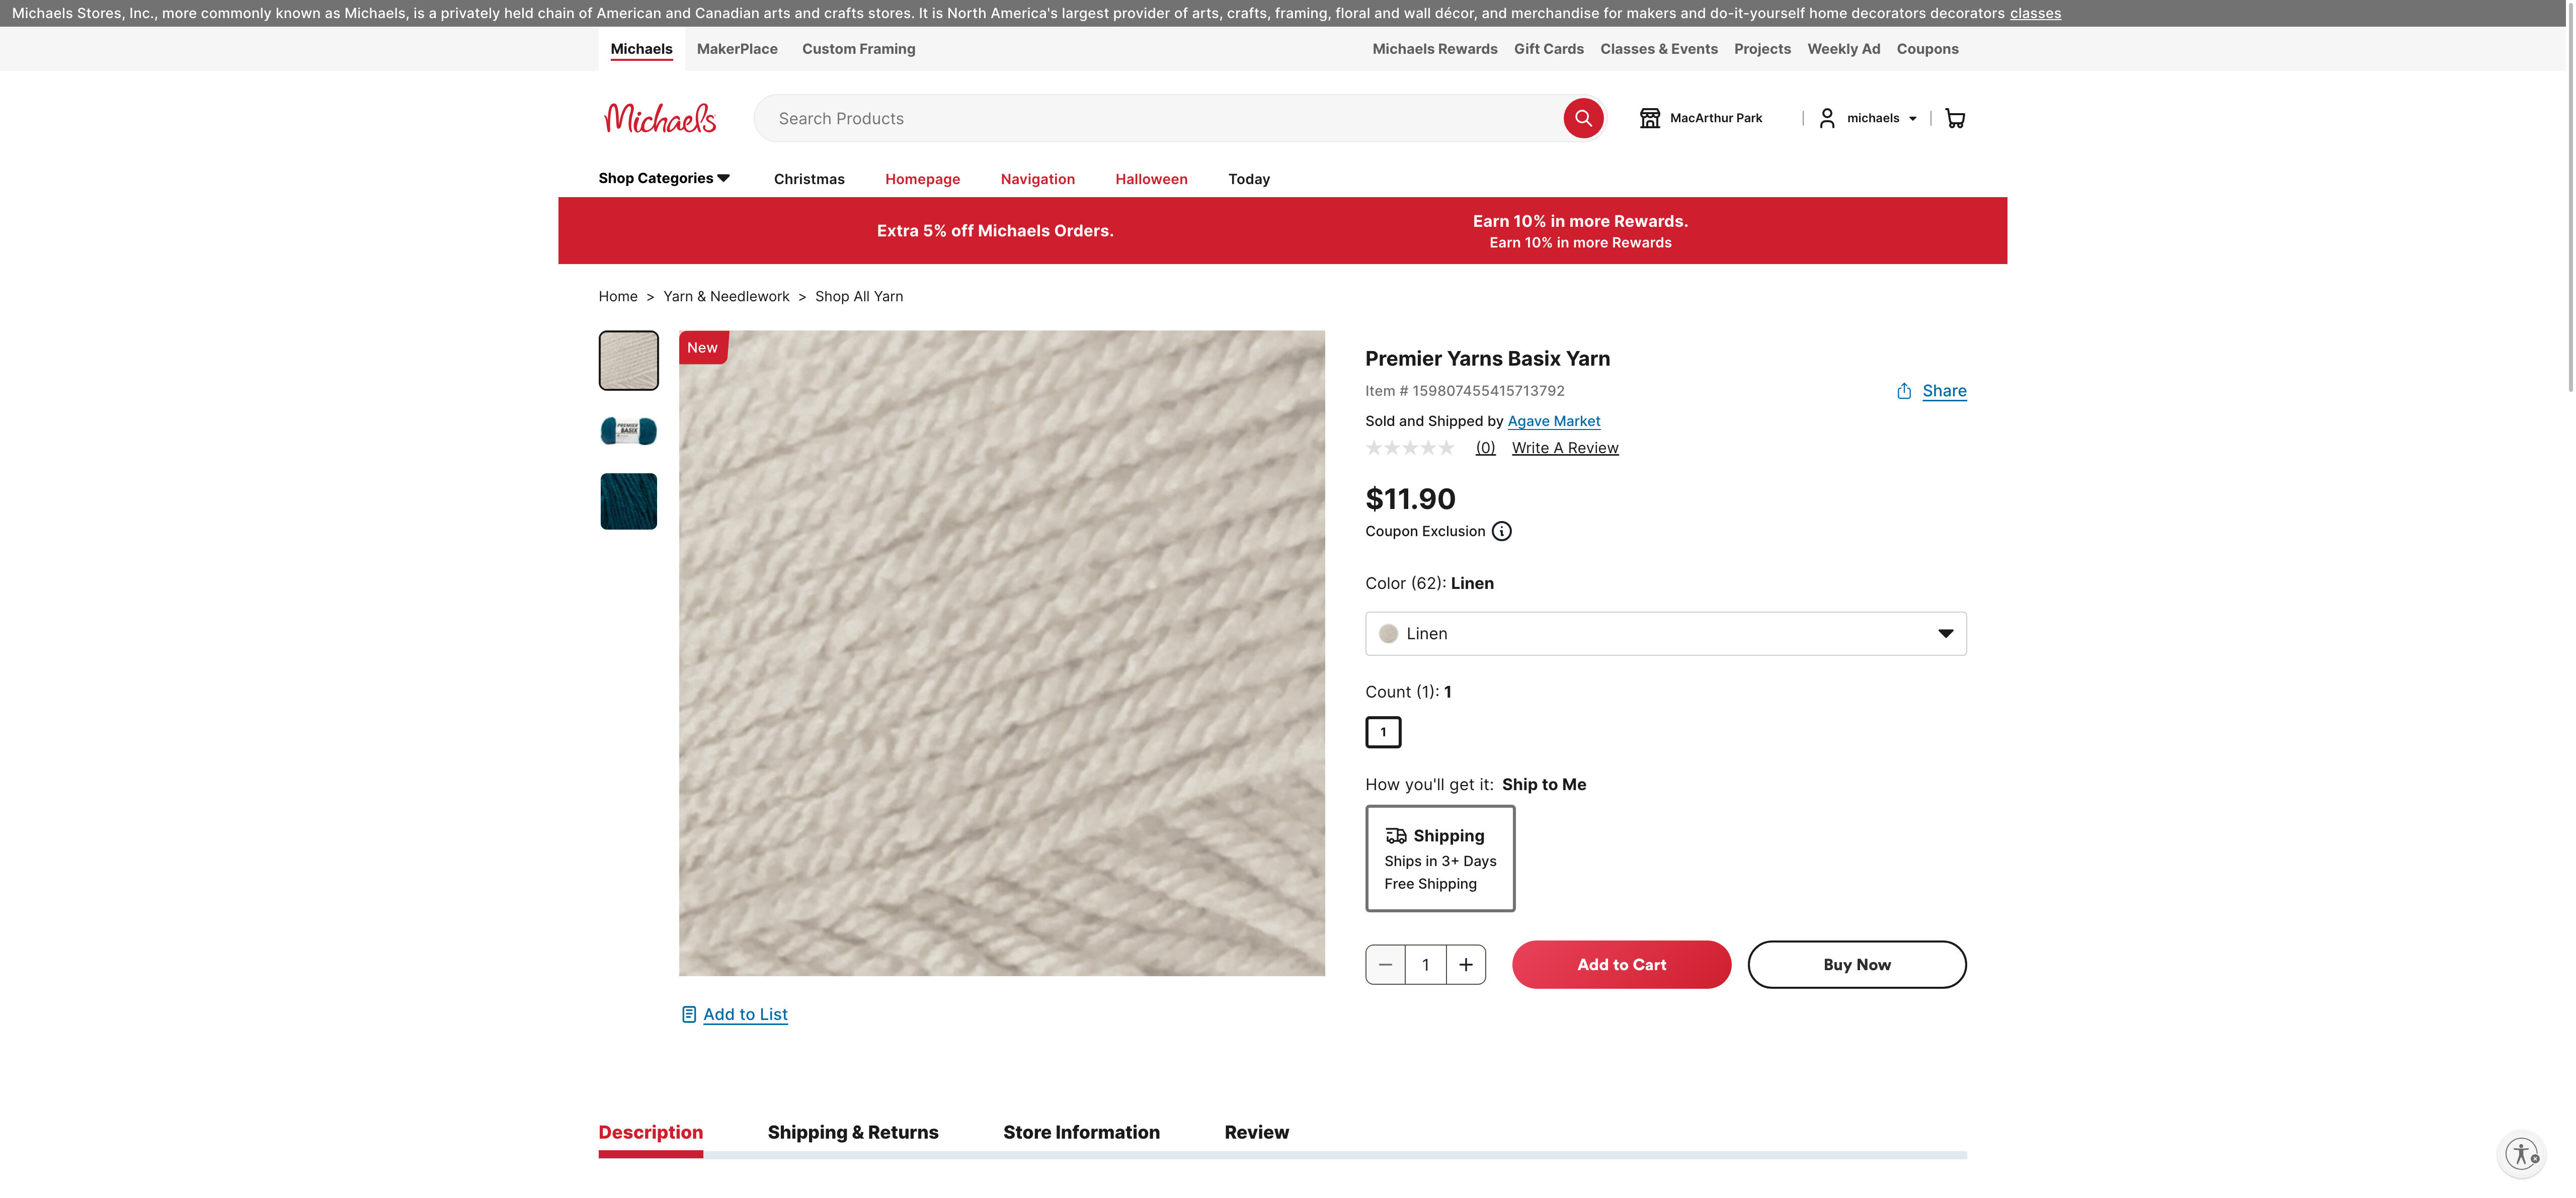 Michaels Stores, Inc., more commonly known as Michaels, is a privately held chain of American and Canadian arts and crafts stores. It is North America's largest provider of arts, crafts, framing, floral and wall décor, and merchandise for makers and do-it-yourself home decorators decorators classes
Michaels MakerPlace Custom Framing Michaels Rewards Gift Cards Classes & Events Projects Weekly Ad Coupons
Michaels Search Products MacArthur Park | michaels |
Shop Categories Christmas Homepage Navigation Halloween Today
Extra 5% off Michaels Orders.
Earn 10% in more Rewards.
Earn 10% in more Rewards
Home > Yarn & Needlework > Shop All Yarn
New
PREMIER
BASIX
Premier Yarns Basix Yarn
Item # 159807455415713792
Share
Sold and Shipped by Agave Market
(0) Write A Review
$11.90
Coupon Exclusion
Color (62): Linen
Linen
Count (1): 1
1
How you'll get it: Ship to Me
Shipping
Ships in 3+ Days
Free Shipping
− 1 + Add to Cart Buy Now
Add to List
Description Shipping & Returns Store Information Review